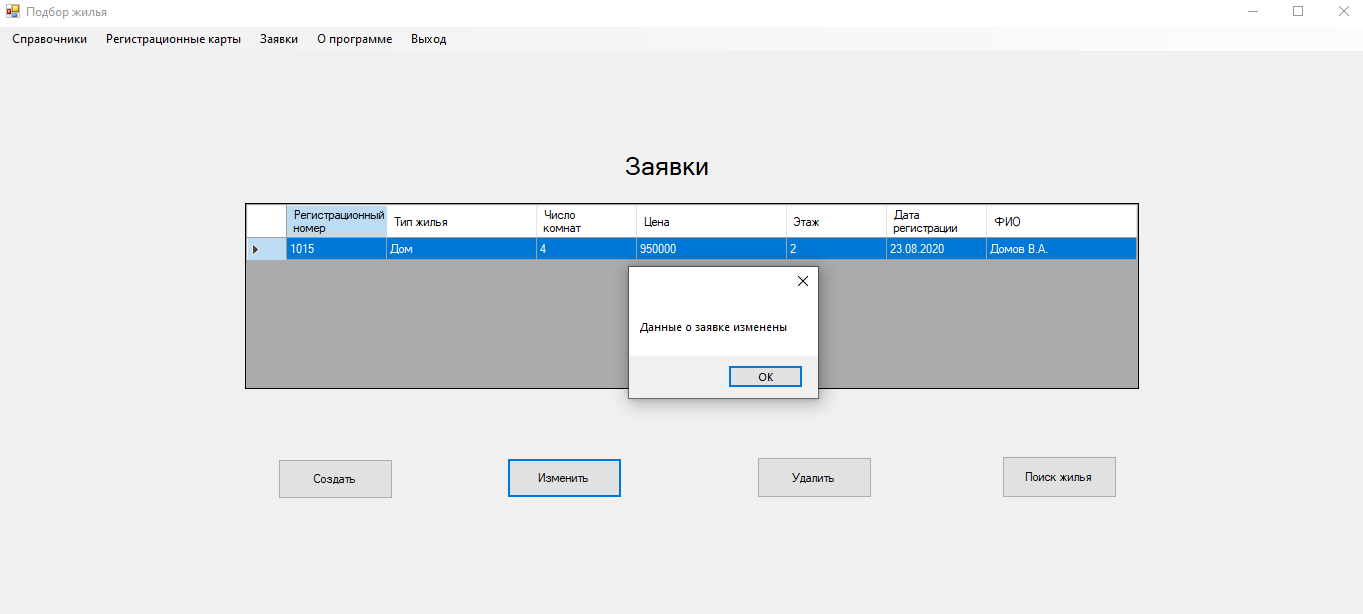 Подбор жилья
Справочники Регистрационные карты Заявки О программе Выход
Заявки
Регистрационный номер Тип жилья Число комнат Цена Этаж Дата регистрации ФИО
1015 Дом 4 950000 2 23.08.2020 Домов В.А.
Данные о заявке изменены
ОК
Создать Изменить Удалить Поиск жилья